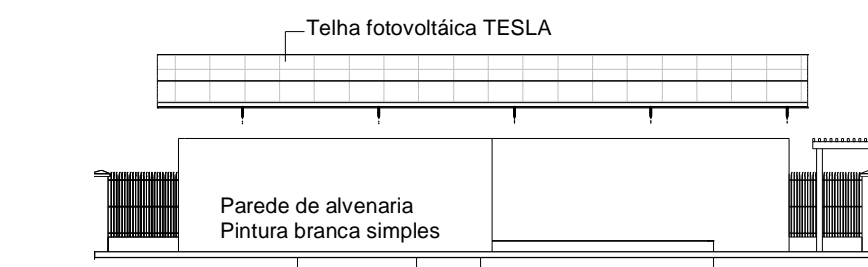 Telha fotovoltáica TESLA
Parede de alvenaria
Pintura branca simples